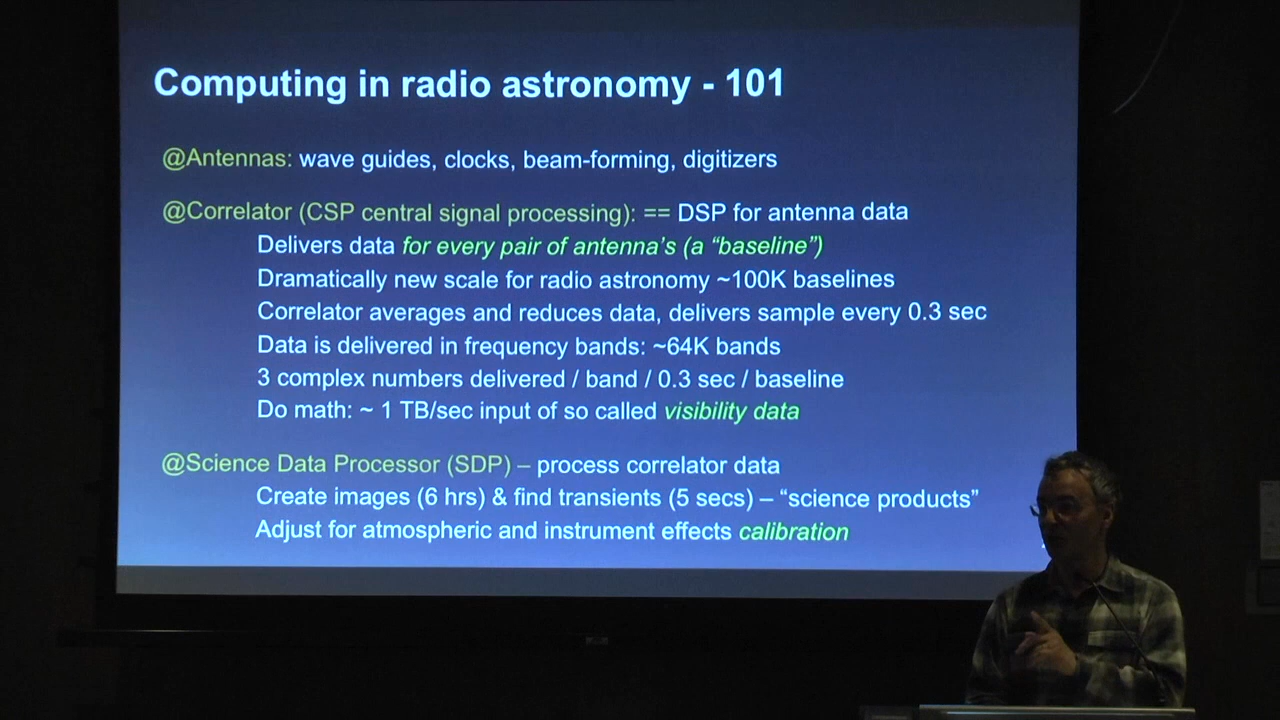 Computing in radio astronomy - 101
@Antennas: wave guides, clocks, beam-forming, digitizers
@Correlator (CSP central signal processing): == DSP for antenna data
Delivers data for every pair of antenna's (a “baseline”)
Dramatically new scale for radio astronomy ~100K baselines
Correlator averages and reduces data, delivers sample every 0.3 sec
Data is delivered in frequency bands: ~64K bands
3 complex numbers delivered / band / 0.3 sec / baseline
Do math: ~ 1 TB/sec input of so called visibility data
@Science Data Processor (SDP) – process correlator data
Create images (6 hrs) & find transients (5 secs) – “science products”
Adjust for atmospheric and instrument effects calibration